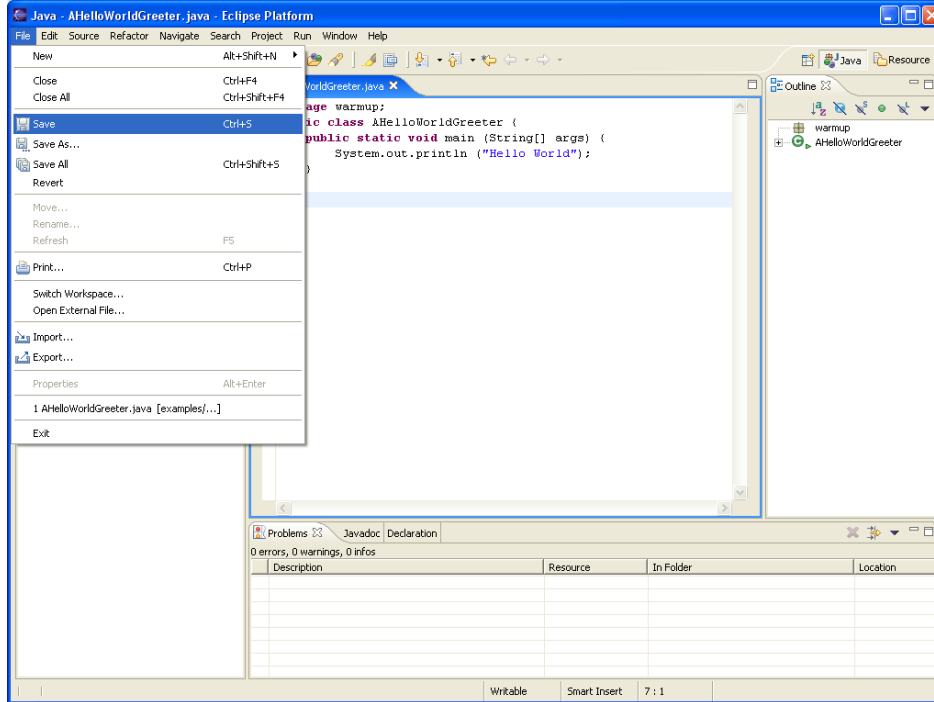 Java - AHelloWorldGreeter.java - Eclipse Platform
File Edit Source Refactor Navigate Search Project Run Window Help
New Alt+Shift+N
Close Ctrl+F4
Close All Ctrl+Shift+F4
Save Ctrl+S
Save As...
Save All Ctrl+Shift+S
Revert
Move...
Rename...
Refresh F5
Print... Ctrl+P
Switch Workspace...
Open External File...
Import...
Export...
Properties Alt+Enter
1 AHelloWorldGreeter.java [examples/...]
Exit
Java Resource
orldGreeter.java
age warmup;
ic class AHelloWorldGreeter {
public static void main (String[] args) {
System.out.println ("Hello World");
}
Outline
warmup
AHelloWorldGreeter
Problems Javadoc Declaration
0 errors, 0 warnings, 0 infos
Description Resource In Folder Location
Writable Smart Insert 7 : 1